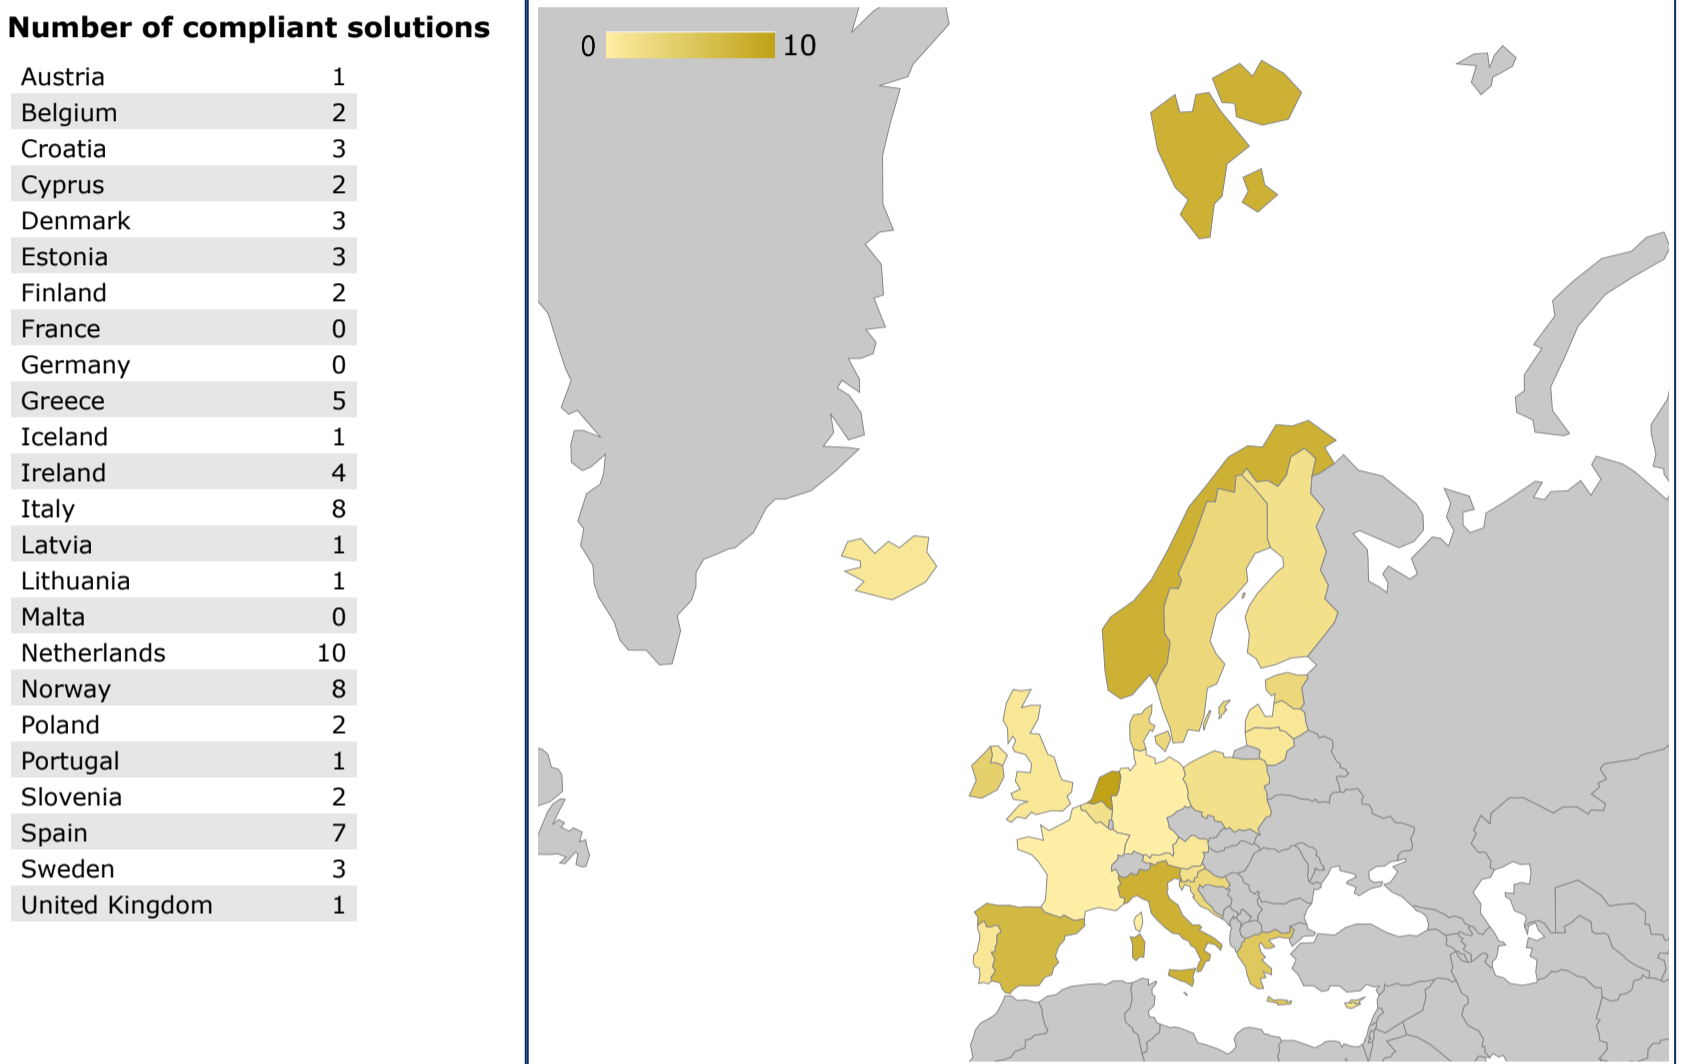 Number of compliant solutions
Austria 1
Belgium 2
Croatia 3
Cyprus 2
Denmark 3
Estonia 3
Finland 2
France 0
Germany 0
Greece 5
Iceland 1
Ireland 4
Italy 8
Latvia 1
Lithuania 1
Malta 0
Netherlands 10
Norway 8
Poland 2
Portugal 1
Slovenia 2
Spain 7
Sweden 3
United Kingdom 1
0 10